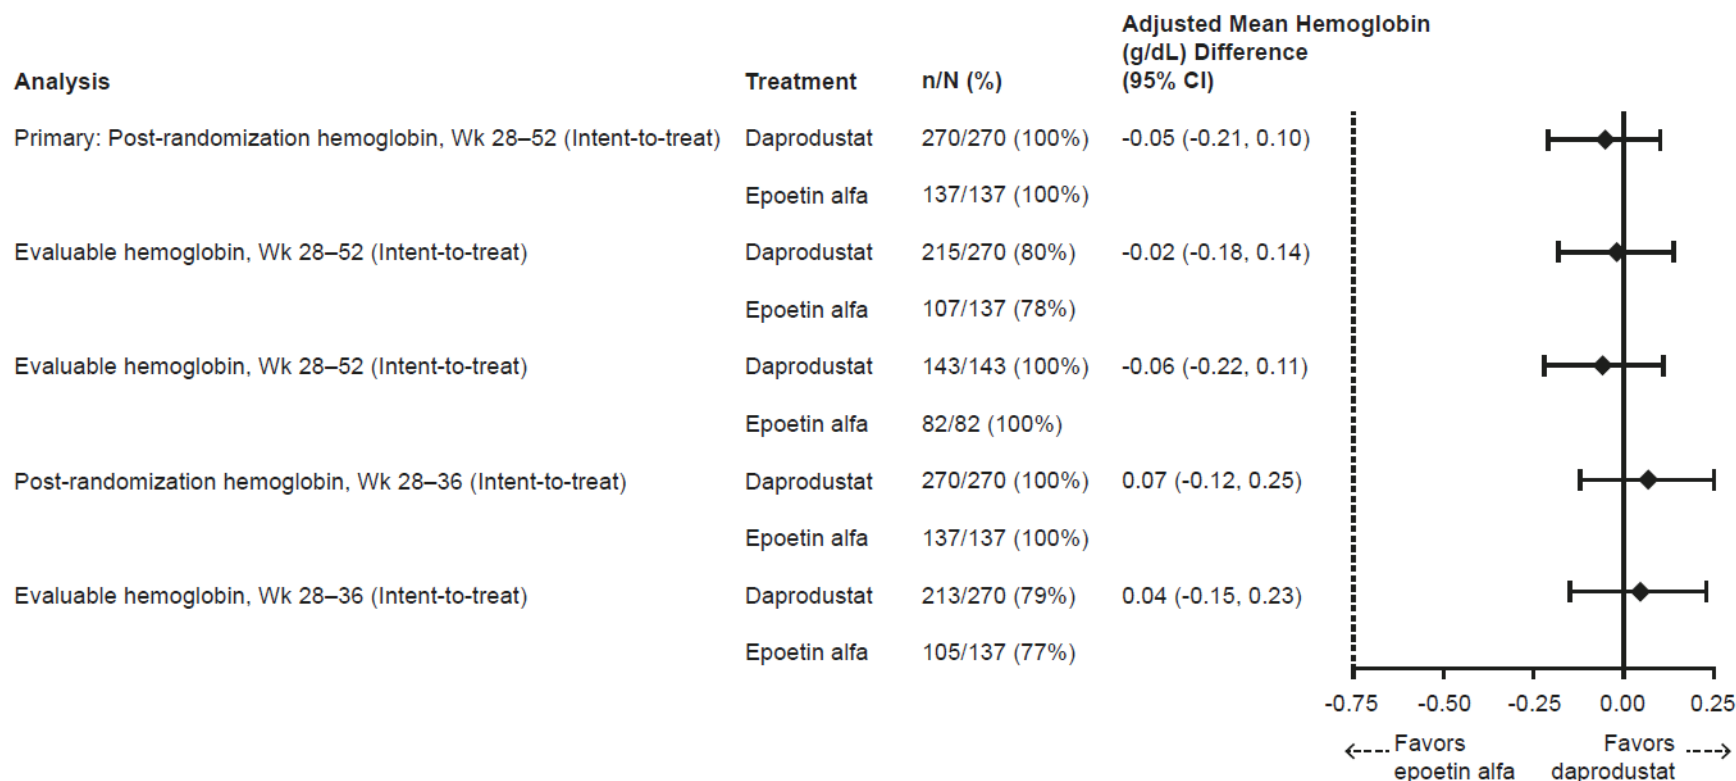 Adjusted Mean Hemoglobin
(g/dL) Difference
Analysis Treatment n/N (%) (95% CI)
Primary: Post-randomization hemoglobin, Wk 28–52 (Intent-to-treat) Daprodustat 270/270 (100%) -0.05 (-0.21, 0.10)
Epoetin alfa 137/137 (100%)
Evaluable hemoglobin, Wk 28–52 (Intent-to-treat) Daprodustat 215/270 (80%) -0.02 (-0.18, 0.14)
Epoetin alfa 107/137 (78%)
Evaluable hemoglobin, Wk 28–52 (Intent-to-treat) Daprodustat 143/143 (100%) -0.06 (-0.22, 0.11)
Epoetin alfa 82/82 (100%)
Post-randomization hemoglobin, Wk 28–36 (Intent-to-treat) Daprodustat 270/270 (100%) 0.07 (-0.12, 0.25)
Epoetin alfa 137/137 (100%)
Evaluable hemoglobin, Wk 28–36 (Intent-to-treat) Daprodustat 213/270 (79%) 0.04 (-0.15, 0.23)
Epoetin alfa 105/137 (77%)
-0.75 -0.50 -0.25 0.00 0.25
Favors Favors
epoetin alfa daprodustat